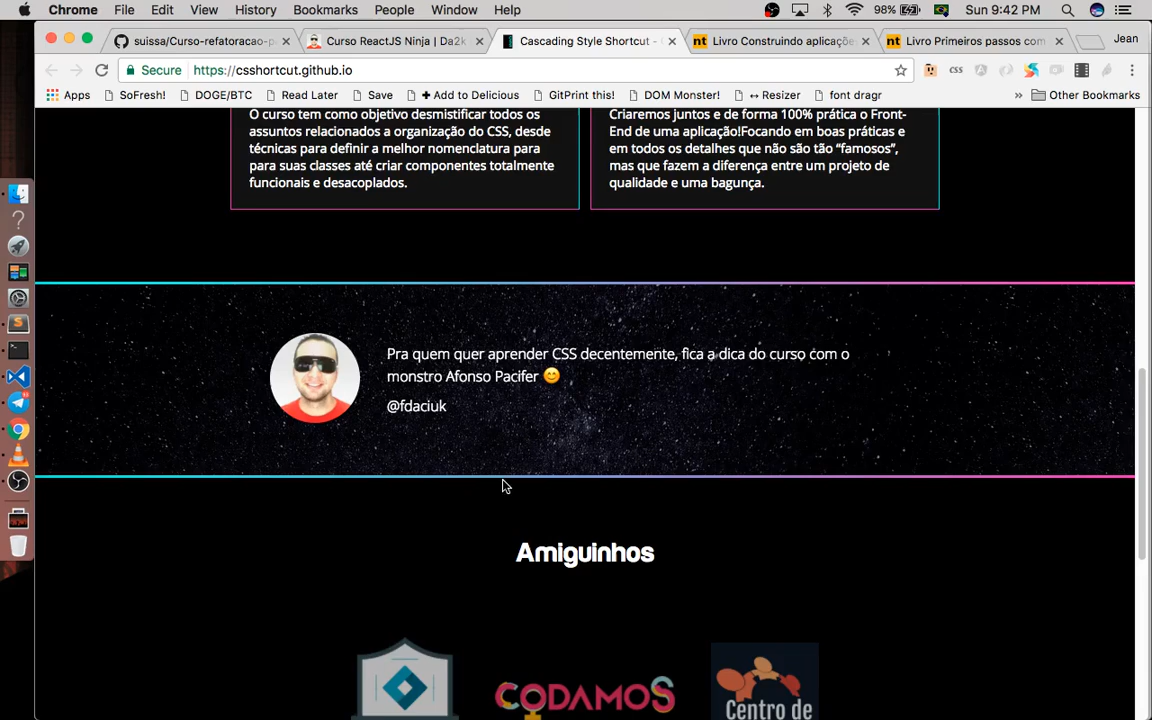 Chrome File Edit View History Bookmarks People Window Help 98% Sun 9:42 PM
suissa/Curso-refatoracao-p
Curso ReactJS Ninja | Da2k
Cascading Style Shortcut -
Livro Construindo aplicaçõe
Livro Primeiros passos com
Jean
Secure https://csshortcut.github.io
css
Apps SoFresh! DOGE/BTC Read Later Save + Add to Delicious GitPrint this! DOM Monster! ↔ Resizer font dragr » Other Bookmarks
O curso tem como objetivo desmistificar todos os
assuntos relacionados a organização do CSS, desde
técnicas para definir a melhor nomenclatura para
para suas classes até criar componentes totalmente
funcionais e desacoplados.
Criaremos juntos e de forma 100% prática o Front-
End de uma aplicação!Focando em boas práticas e
em todos os detalhes que não são tão “famosos”,
mas que fazem a diferença entre um projeto de
qualidade e uma bagunça.
Pra quem quer aprender CSS decentemente, fica a dica do curso com o
monstro Afonso Pacifer 😊
@fdaciuk
Amiguinhos
CODAMOS
Centro de